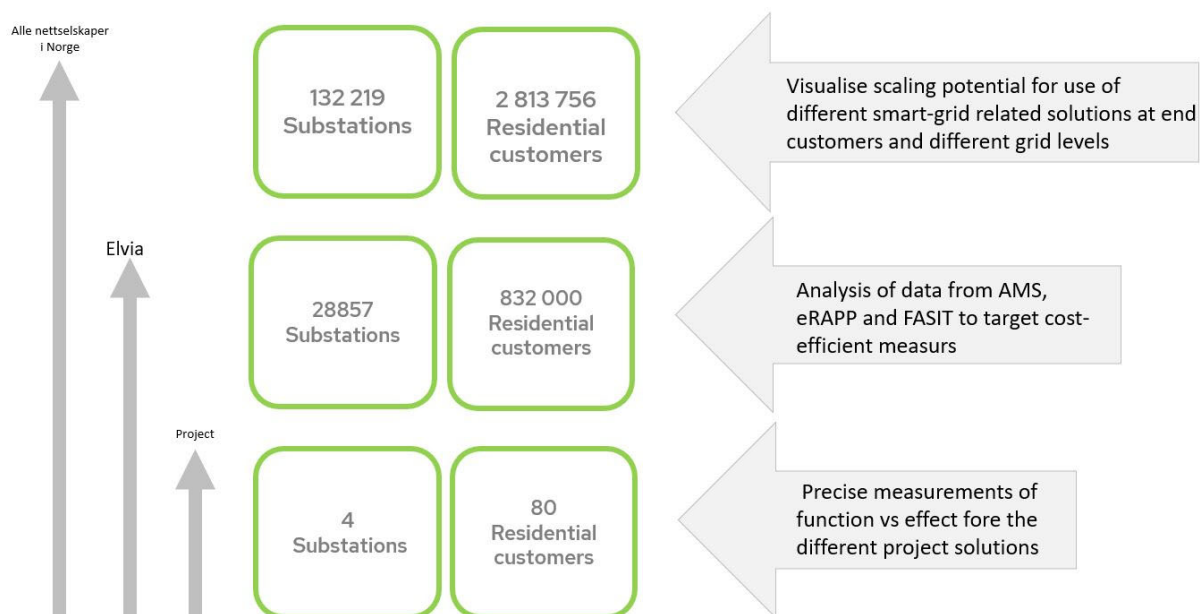 Alle nettselskaper
i Norge
132 219
Substations
2 813 756
Residential
customers
Visualise scaling potential for use of
different smart-grid related solutions at end
customers and different grid levels
Elvia
28857
Substations
832 000
Residential
customers
Analysis of data from AMS,
eRAPP and FASIT to target cost-
efficient measurs
Project
4
Substations
80
Residential
customers
Precise measurements of
function vs effect fore the
different project solutions